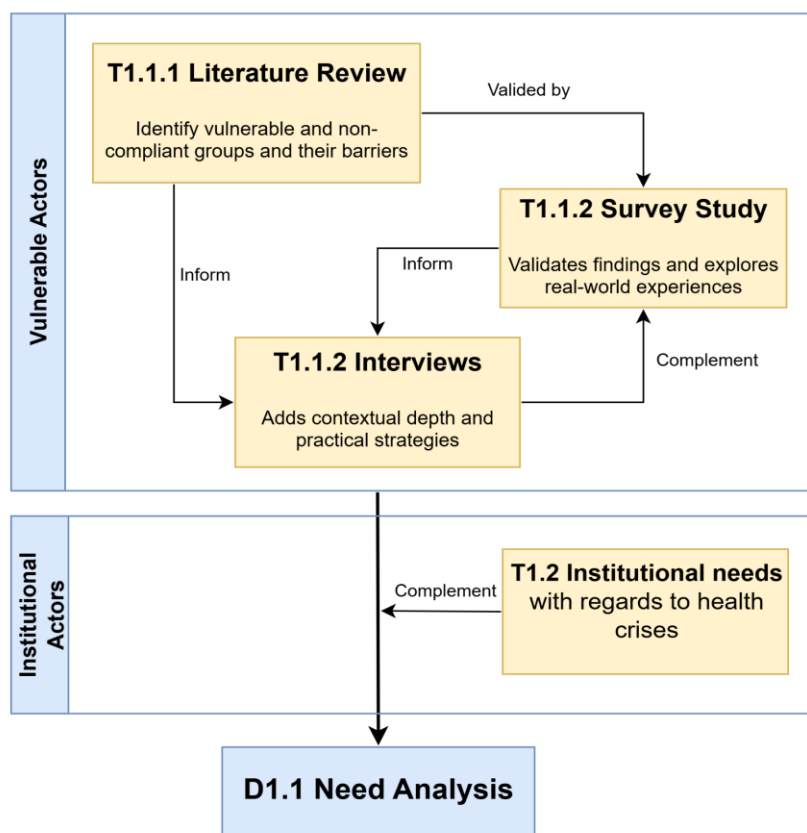 Vulnerable Actors
T1.1.1 Literature Review
Identify vulnerable and non-
compliant groups and their barriers
Valided by
T1.1.2 Survey Study
Validates findings and explores
real-world experiences
Inform
Inform
T1.1.2 Interviews
Adds contextual depth and
practical strategies
Complement
Institutional
Actors
T1.2 Institutional needs
with regards to health
crises
Complement
D1.1 Need Analysis